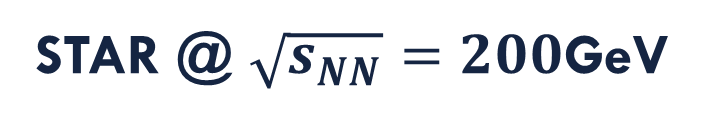 STAR @ √s_NN = 200GeV